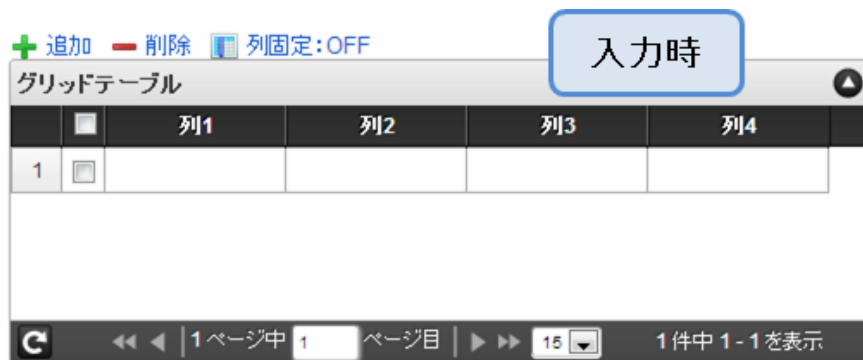 追加 削除 列固定:OFF
入力時
グリッドテーブル
列1 列2 列3 列4
1
1ページ中 1 ページ目 15 1件中 1 - 1 を表示